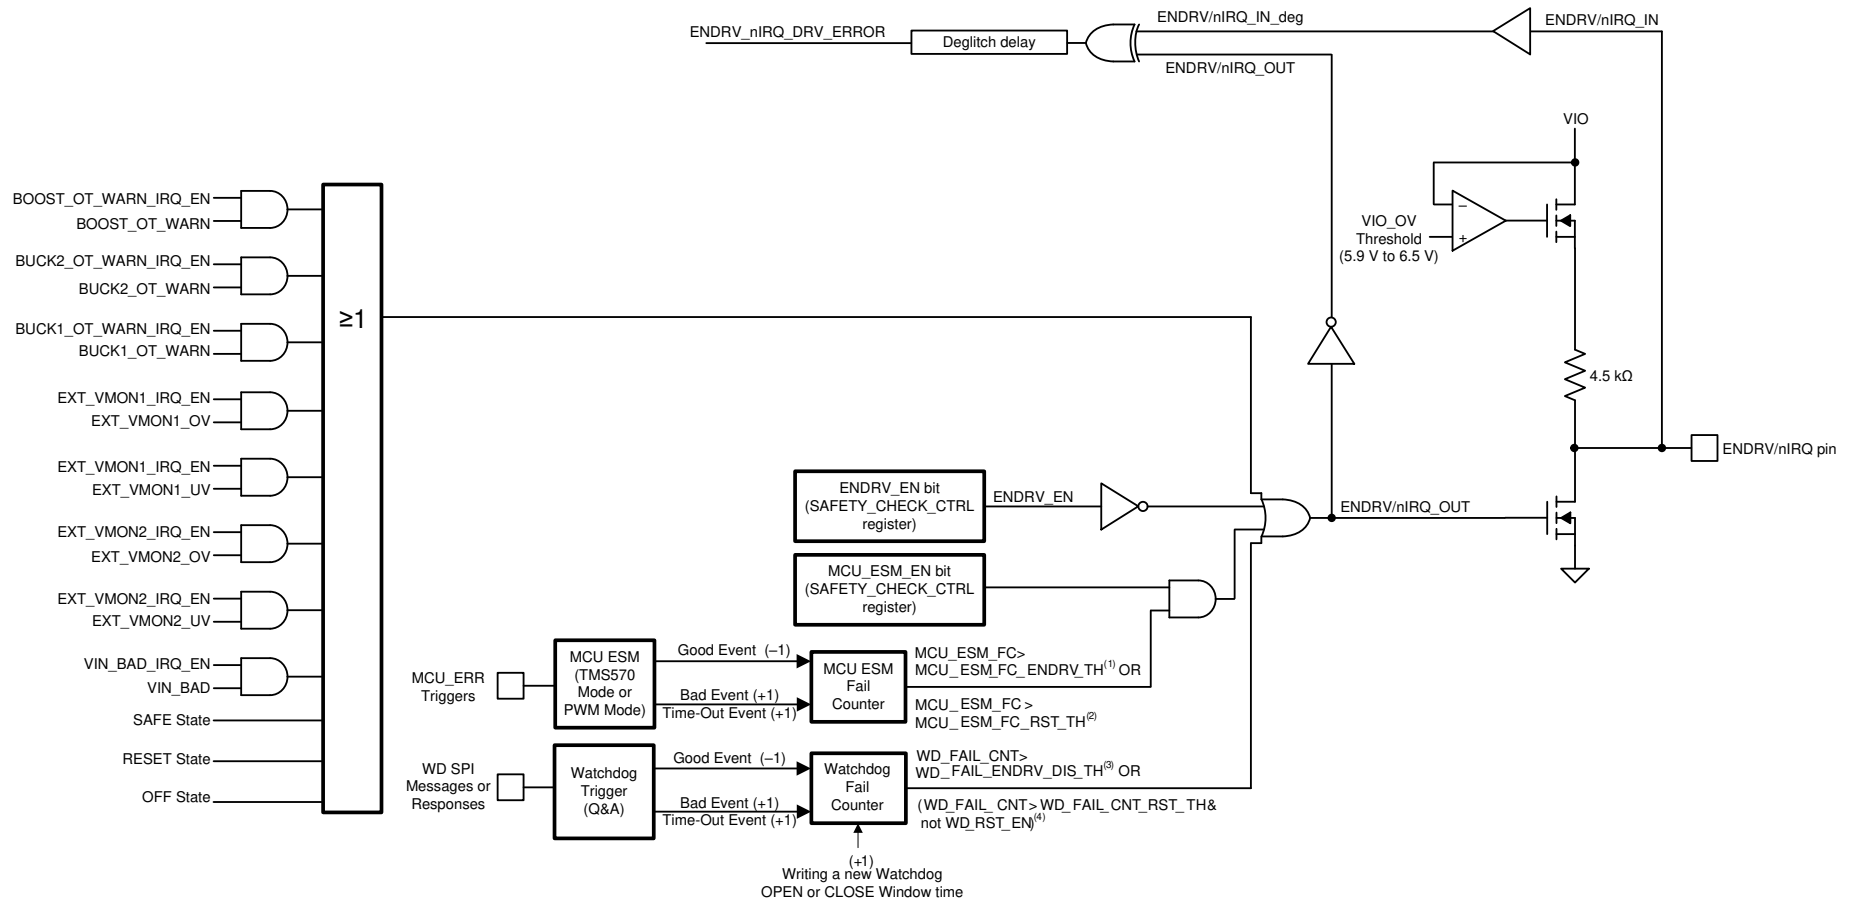 ENDRV_nIRQ_DRV_ERROR
Deglitch delay
ENDRV/nIRQ_IN_deg
ENDRV/nIRQ_IN
ENDRV/nIRQ_OUT
VIO
VIO_OV
Threshold
(5.9 V to 6.5 V)
−
+
4.5 kΩ
ENDRV/nIRQ pin
BOOST_OT_WARN_IRQ_EN
BOOST_OT_WARN
BUCK2_OT_WARN_IRQ_EN
BUCK2_OT_WARN
BUCK1_OT_WARN_IRQ_EN
BUCK1_OT_WARN
EXT_VMON1_IRQ_EN
EXT_VMON1_OV
EXT_VMON1_IRQ_EN
EXT_VMON1_UV
EXT_VMON2_IRQ_EN
EXT_VMON2_OV
EXT_VMON2_IRQ_EN
EXT_VMON2_UV
VIN_BAD_IRQ_EN
VIN_BAD
SAFE State
RESET State
OFF State
≥1
ENDRV_EN bit
(SAFETY_CHECK_CTRL
register)
ENDRV_EN
ENDRV/nIRQ_OUT
MCU_ESM_EN bit
(SAFETY_CHECK_CTRL
register)
MCU_ERR
Triggers
MCU ESM
(TMS570
Mode or
PWM Mode)
Good Event (–1)
Bad Event (+1)
Time-Out Event (+1)
MCU ESM
Fail
Counter
MCU_ESM_FC>
MCU_ESM_FC_ENDRV_TH(1) OR
MCU_ESM_FC >
MCU_ESM_FC_RST_TH(2)
WD SPI
Messages or
Responses
Watchdog
Trigger
(Q&A)
Good Event (–1)
Bad Event (+1)
Time-Out Event (+1)
Watchdog
Fail
Counter
WD_FAIL_CNT>
WD_FAIL_ENDRV_DIS_TH(3) OR
(WD_FAIL_CNT> WD_FAIL_CNT_RST_TH&
not WD_RST_EN)(4)
(+1)
Writing a new Watchdog
OPEN or CLOSE Window time